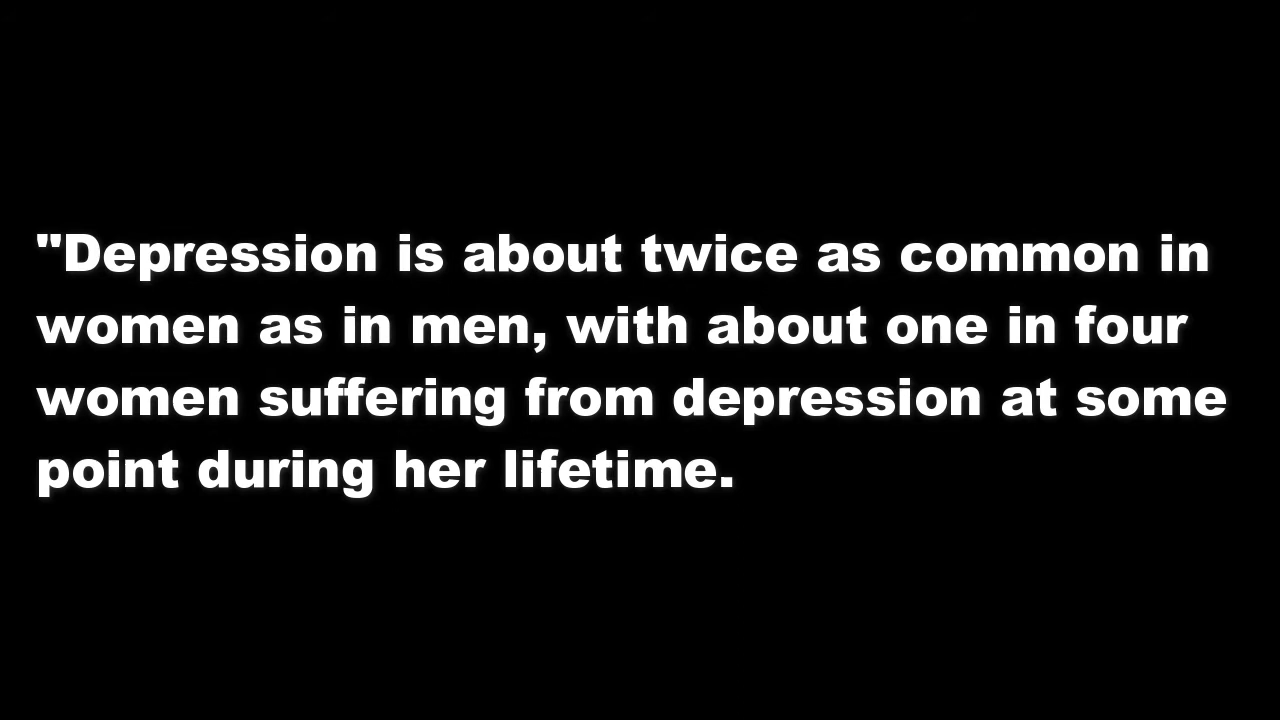 "Depression is about twice as common in
women as in men, with about one in four
women suffering from depression at some
point during her lifetime.